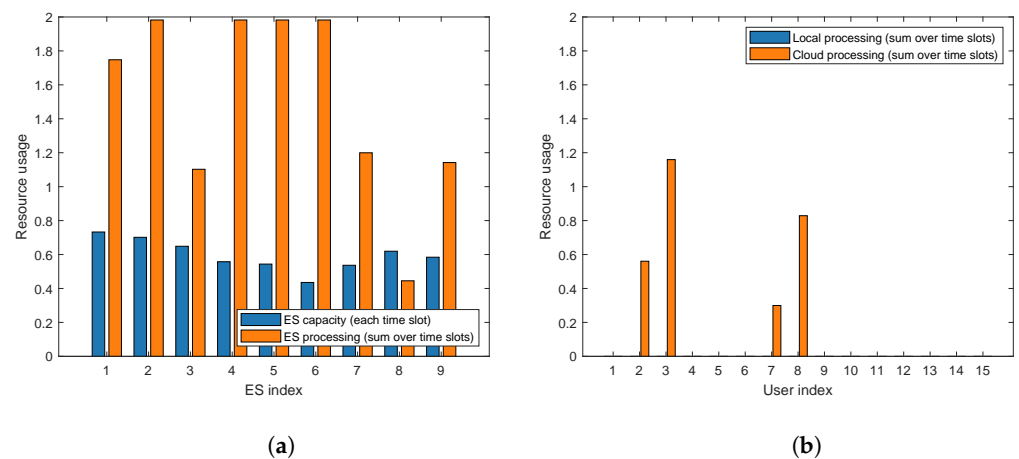 2
1.8
1.6
1.4
1.2
1
0.8
0.6
0.4
0.2
0
Resource usage
ES capacity (each time slot)
ES processing (sum over time slots)
1 2 3 4 5 6 7 8 9
ES index
(a)
2
1.8
1.6
1.4
1.2
1
0.8
0.6
0.4
0.2
0
Resource usage
Local processing (sum over time slots)
Cloud processing (sum over time slots)
1 2 3 4 5 6 7 8 9 10 11 12 13 14 15
User index
(b)